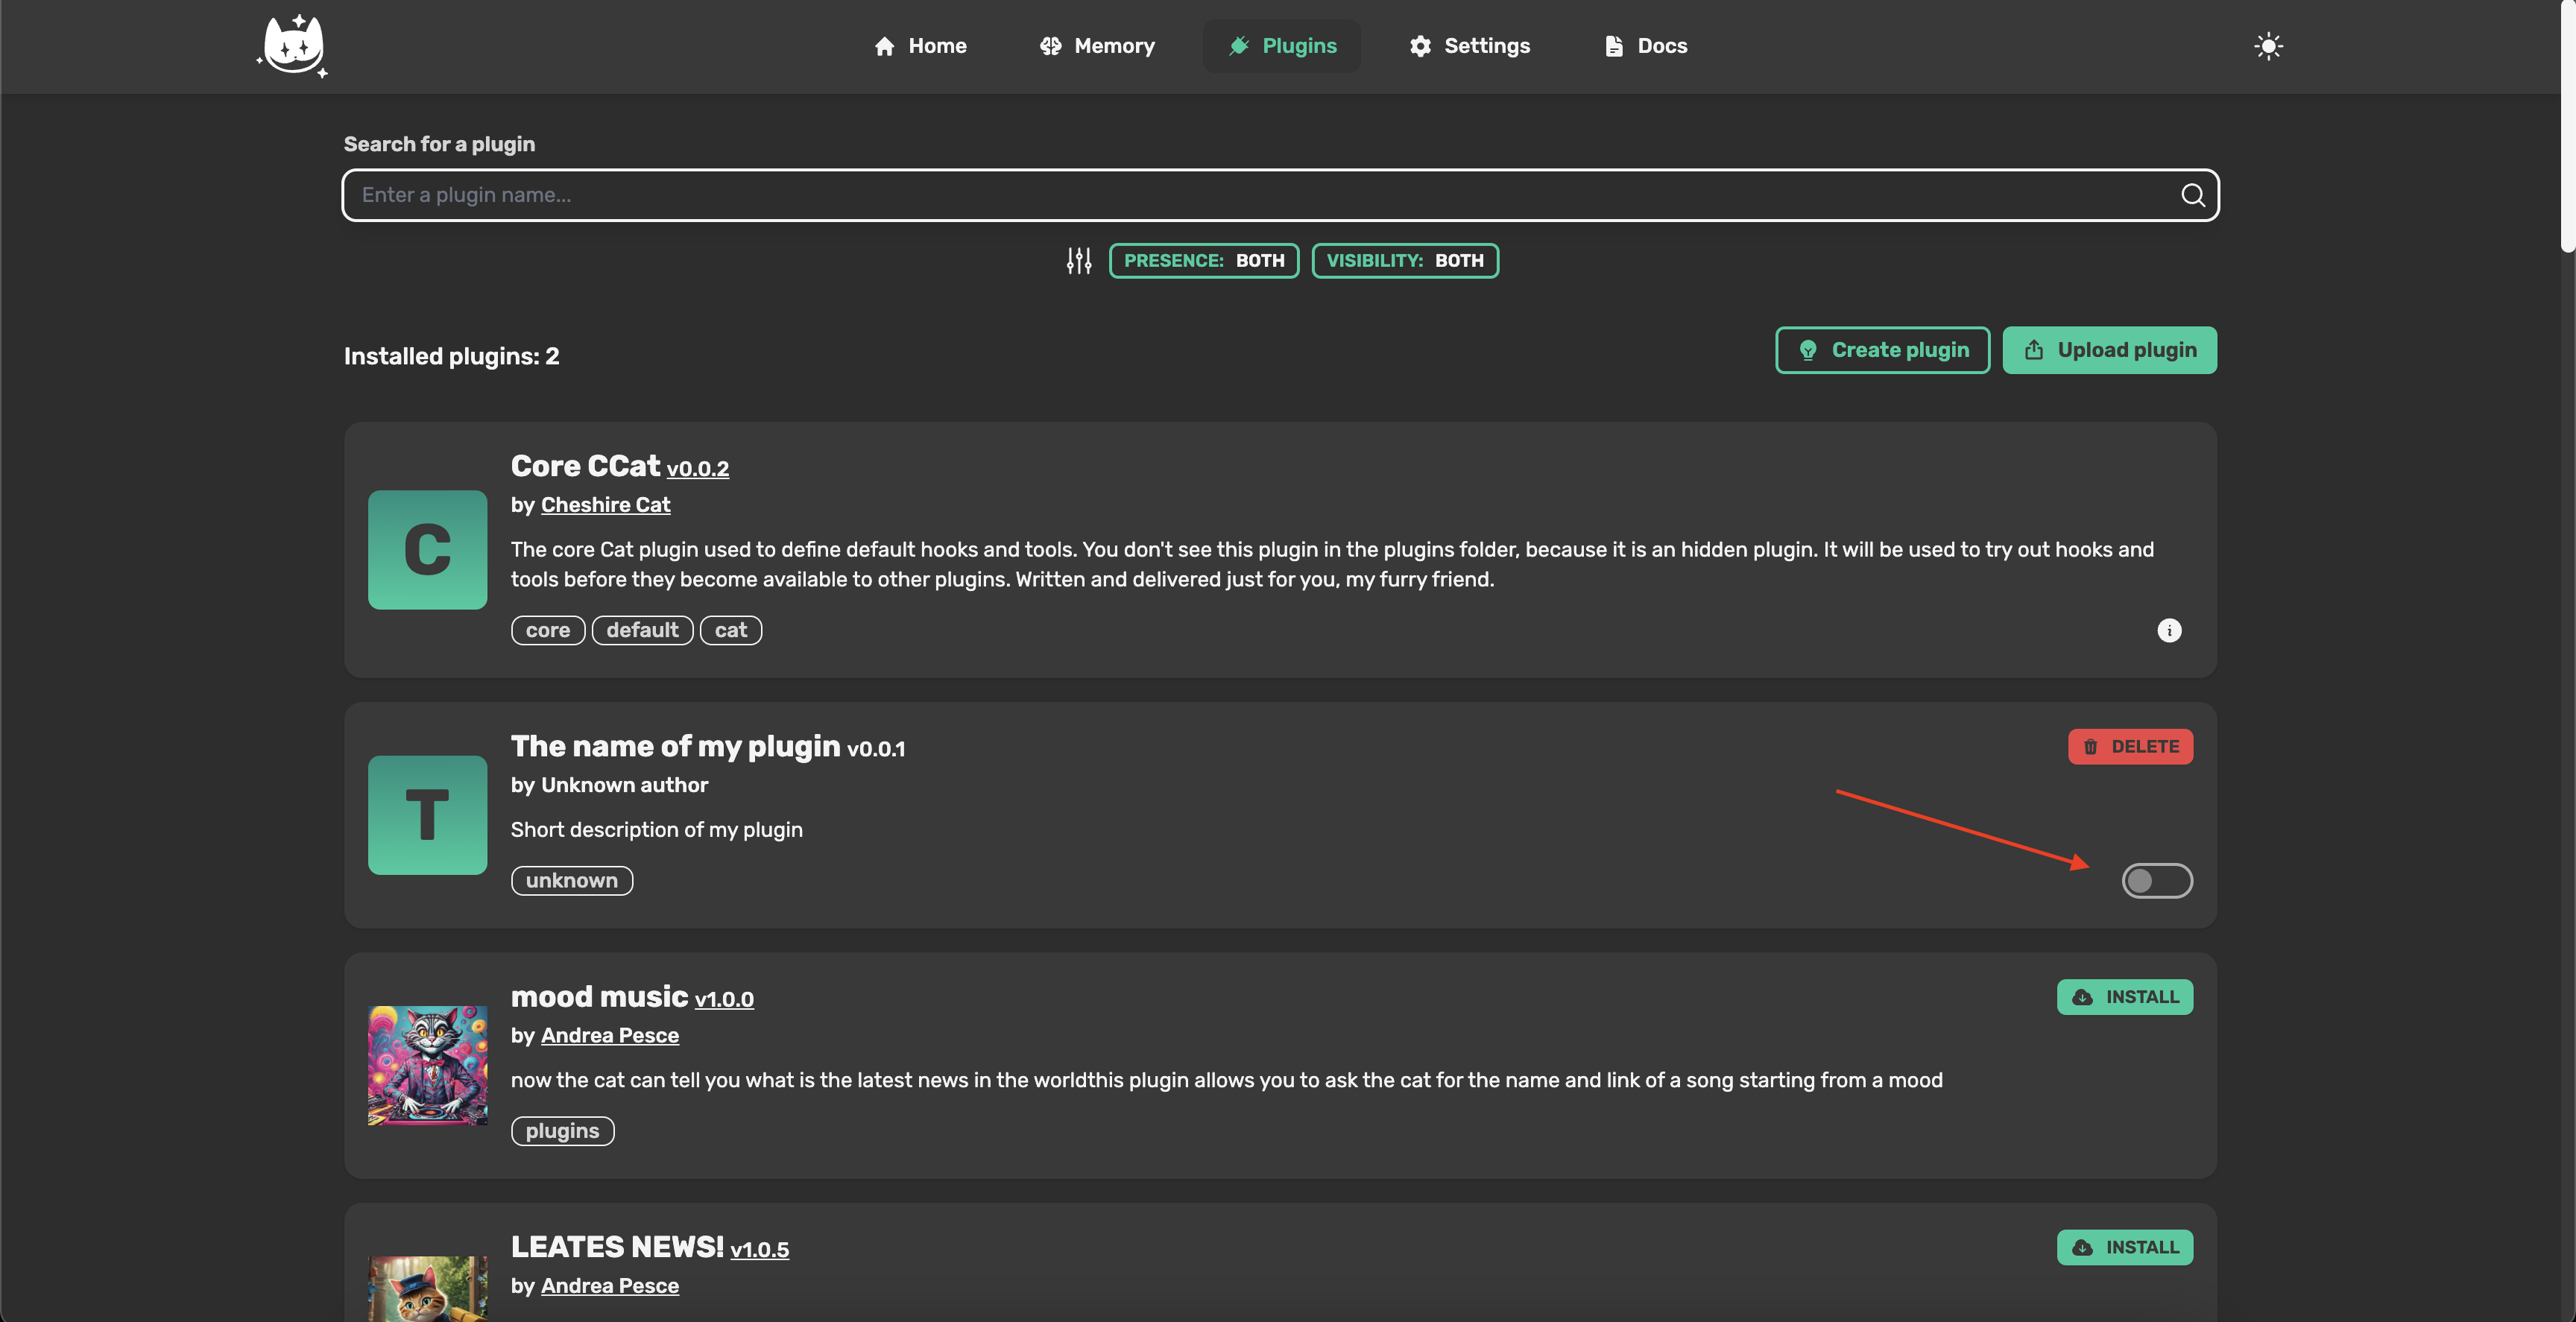 Home
Memory
Plugins
Settings
Docs
Search for a plugin
Enter a plugin name...
PRESENCE: BOTH
VISIBILITY: BOTH
Installed plugins: 2
Create plugin
Upload plugin
C
Core CCat v0.0.2
by Cheshire Cat
The core Cat plugin used to define default hooks and tools. You don't see this plugin in the plugins folder, because it is an hidden plugin. It will be used to try out hooks and
tools before they become available to other plugins. Written and delivered just for you, my furry friend.
core default cat
T
The name of my plugin v0.0.1
DELETE
by Unknown author
Short description of my plugin
unknown
mood music v1.0.0
INSTALL
by Andrea Pesce
now the cat can tell you what is the latest news in the worldthis plugin allows you to ask the cat for the name and link of a song starting from a mood
plugins
LEATES NEWS! v1.0.5
INSTALL
by Andrea Pesce